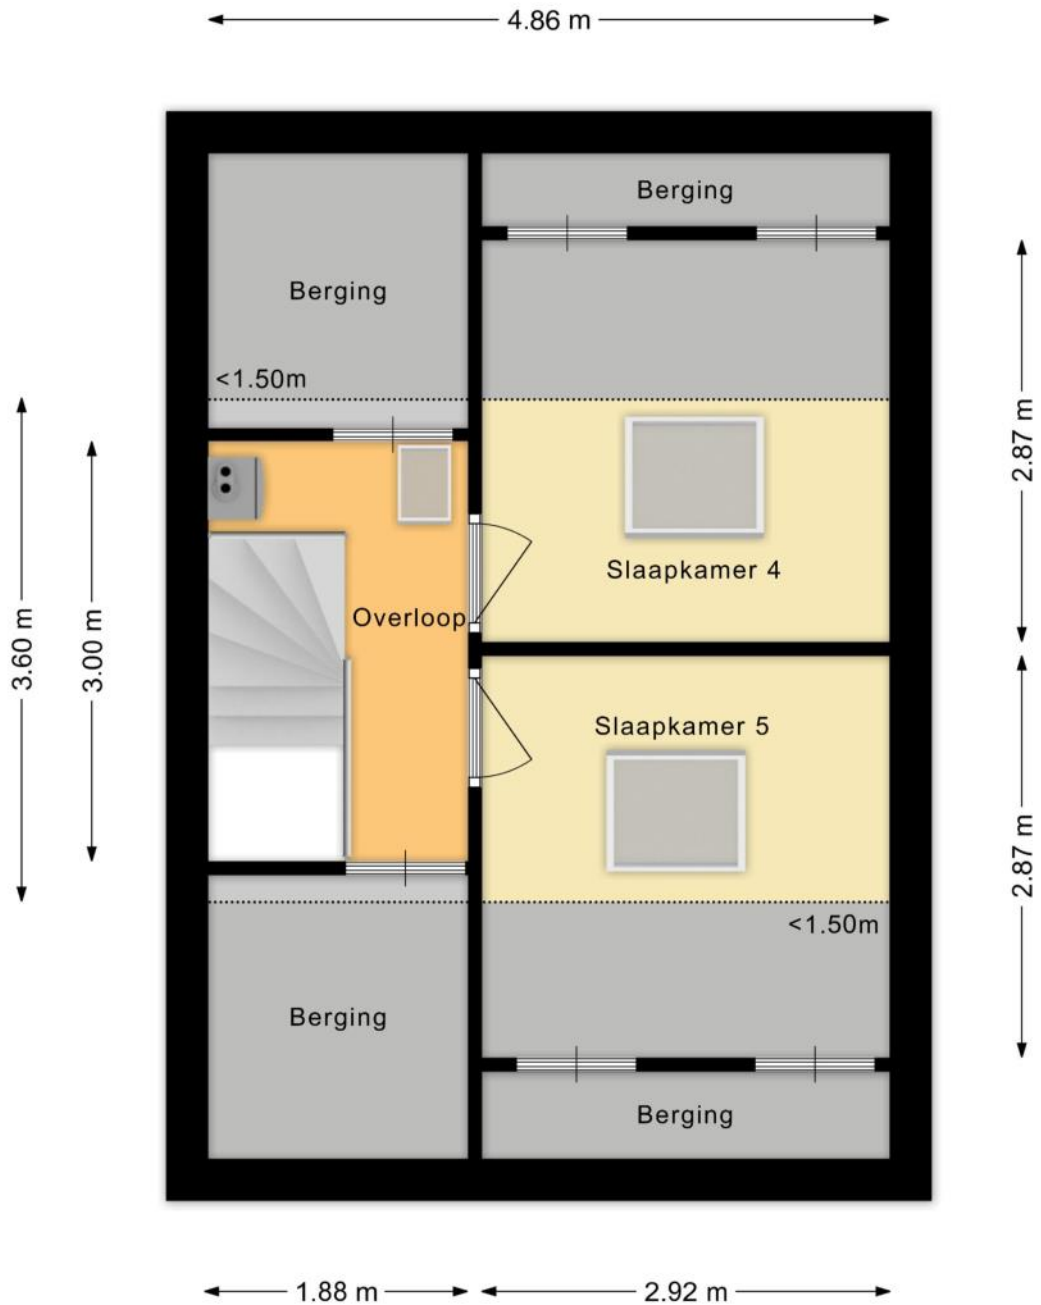 4.86 m
Berging
Berging
<1.50m
2.87 m
Slaapkamer 4
Overloop
3.60 m
3.00 m
Slaapkamer 5
2.87 m
<1.50m
Berging
Berging
1.88 m
2.92 m